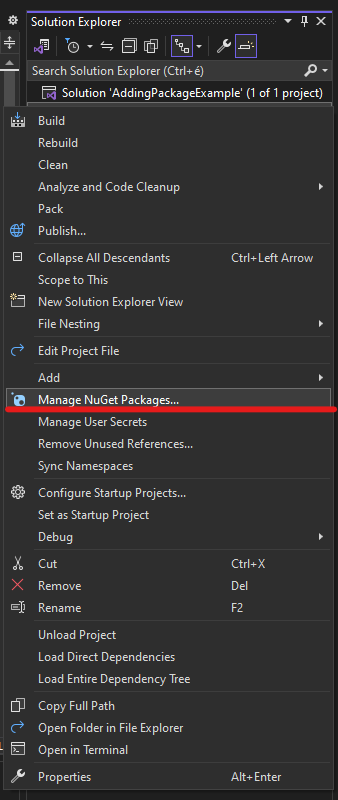 Solution Explorer
Search Solution Explorer (Ctrl+é)
Solution 'AddingPackageExample' (1 of 1 project)
Build
Rebuild
Clean
Analyze and Code Cleanup
Pack
Publish...
Collapse All Descendants Ctrl+Left Arrow
Scope to This
New Solution Explorer View
File Nesting
Edit Project File
Add
Manage NuGet Packages...
Manage User Secrets
Remove Unused References...
Sync Namespaces
Configure Startup Projects...
Set as Startup Project
Debug
Cut Ctrl+X
Remove Del
Rename F2
Unload Project
Load Direct Dependencies
Load Entire Dependency Tree
Copy Full Path
Open Folder in File Explorer
Open in Terminal
Properties Alt+Enter